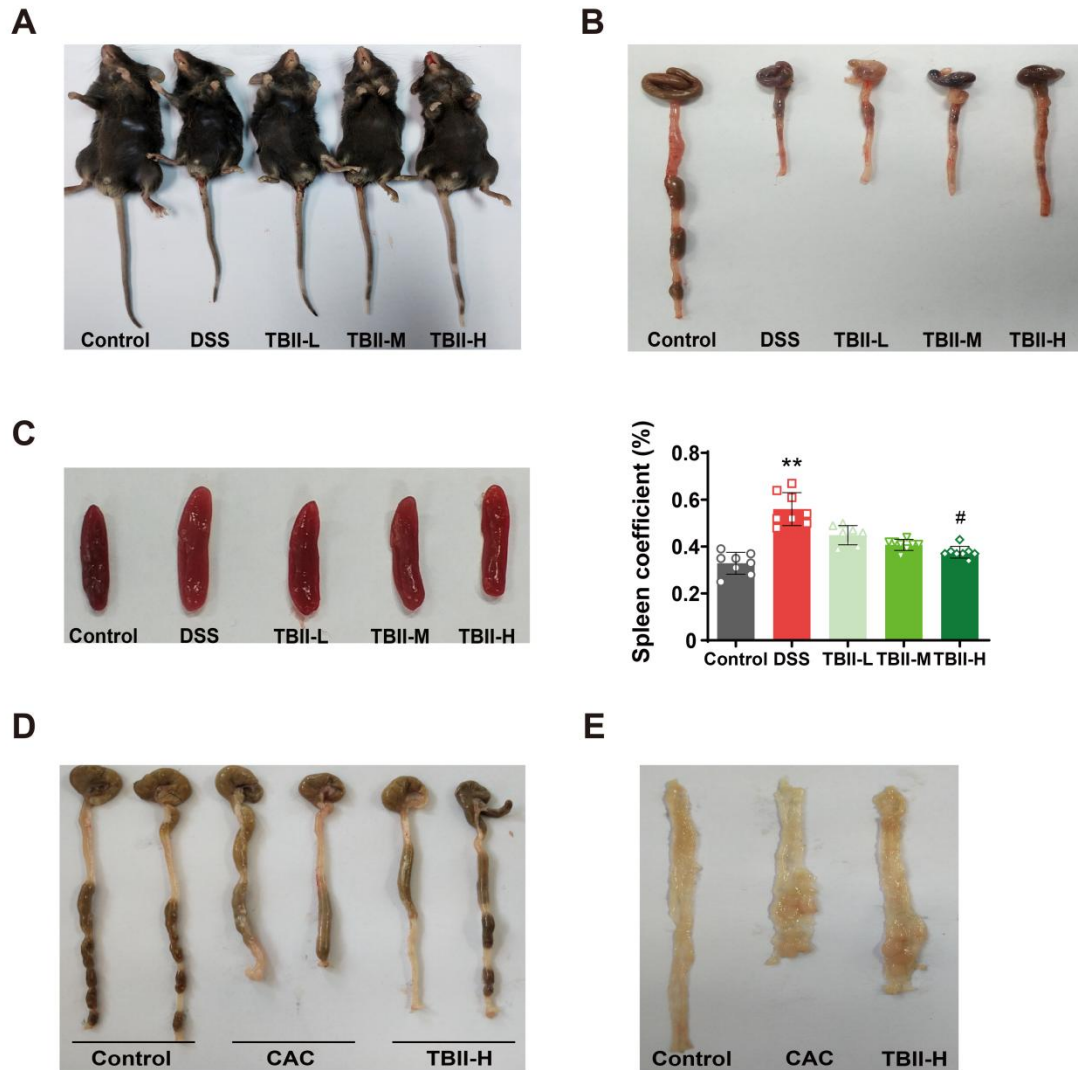 A
Control DSS TBII-L TBII-M TBII-H
B
Control DSS TBII-L TBII-M TBII-H
C
Control DSS TBII-L TBII-M TBII-H
Spleen coefficient (%)
0.8
0.6
0.4
0.2
0
**
#
Control DSS TBII-L TBII-M TBII-H
D
Control CAC TBII-H
E
Control CAC TBII-H